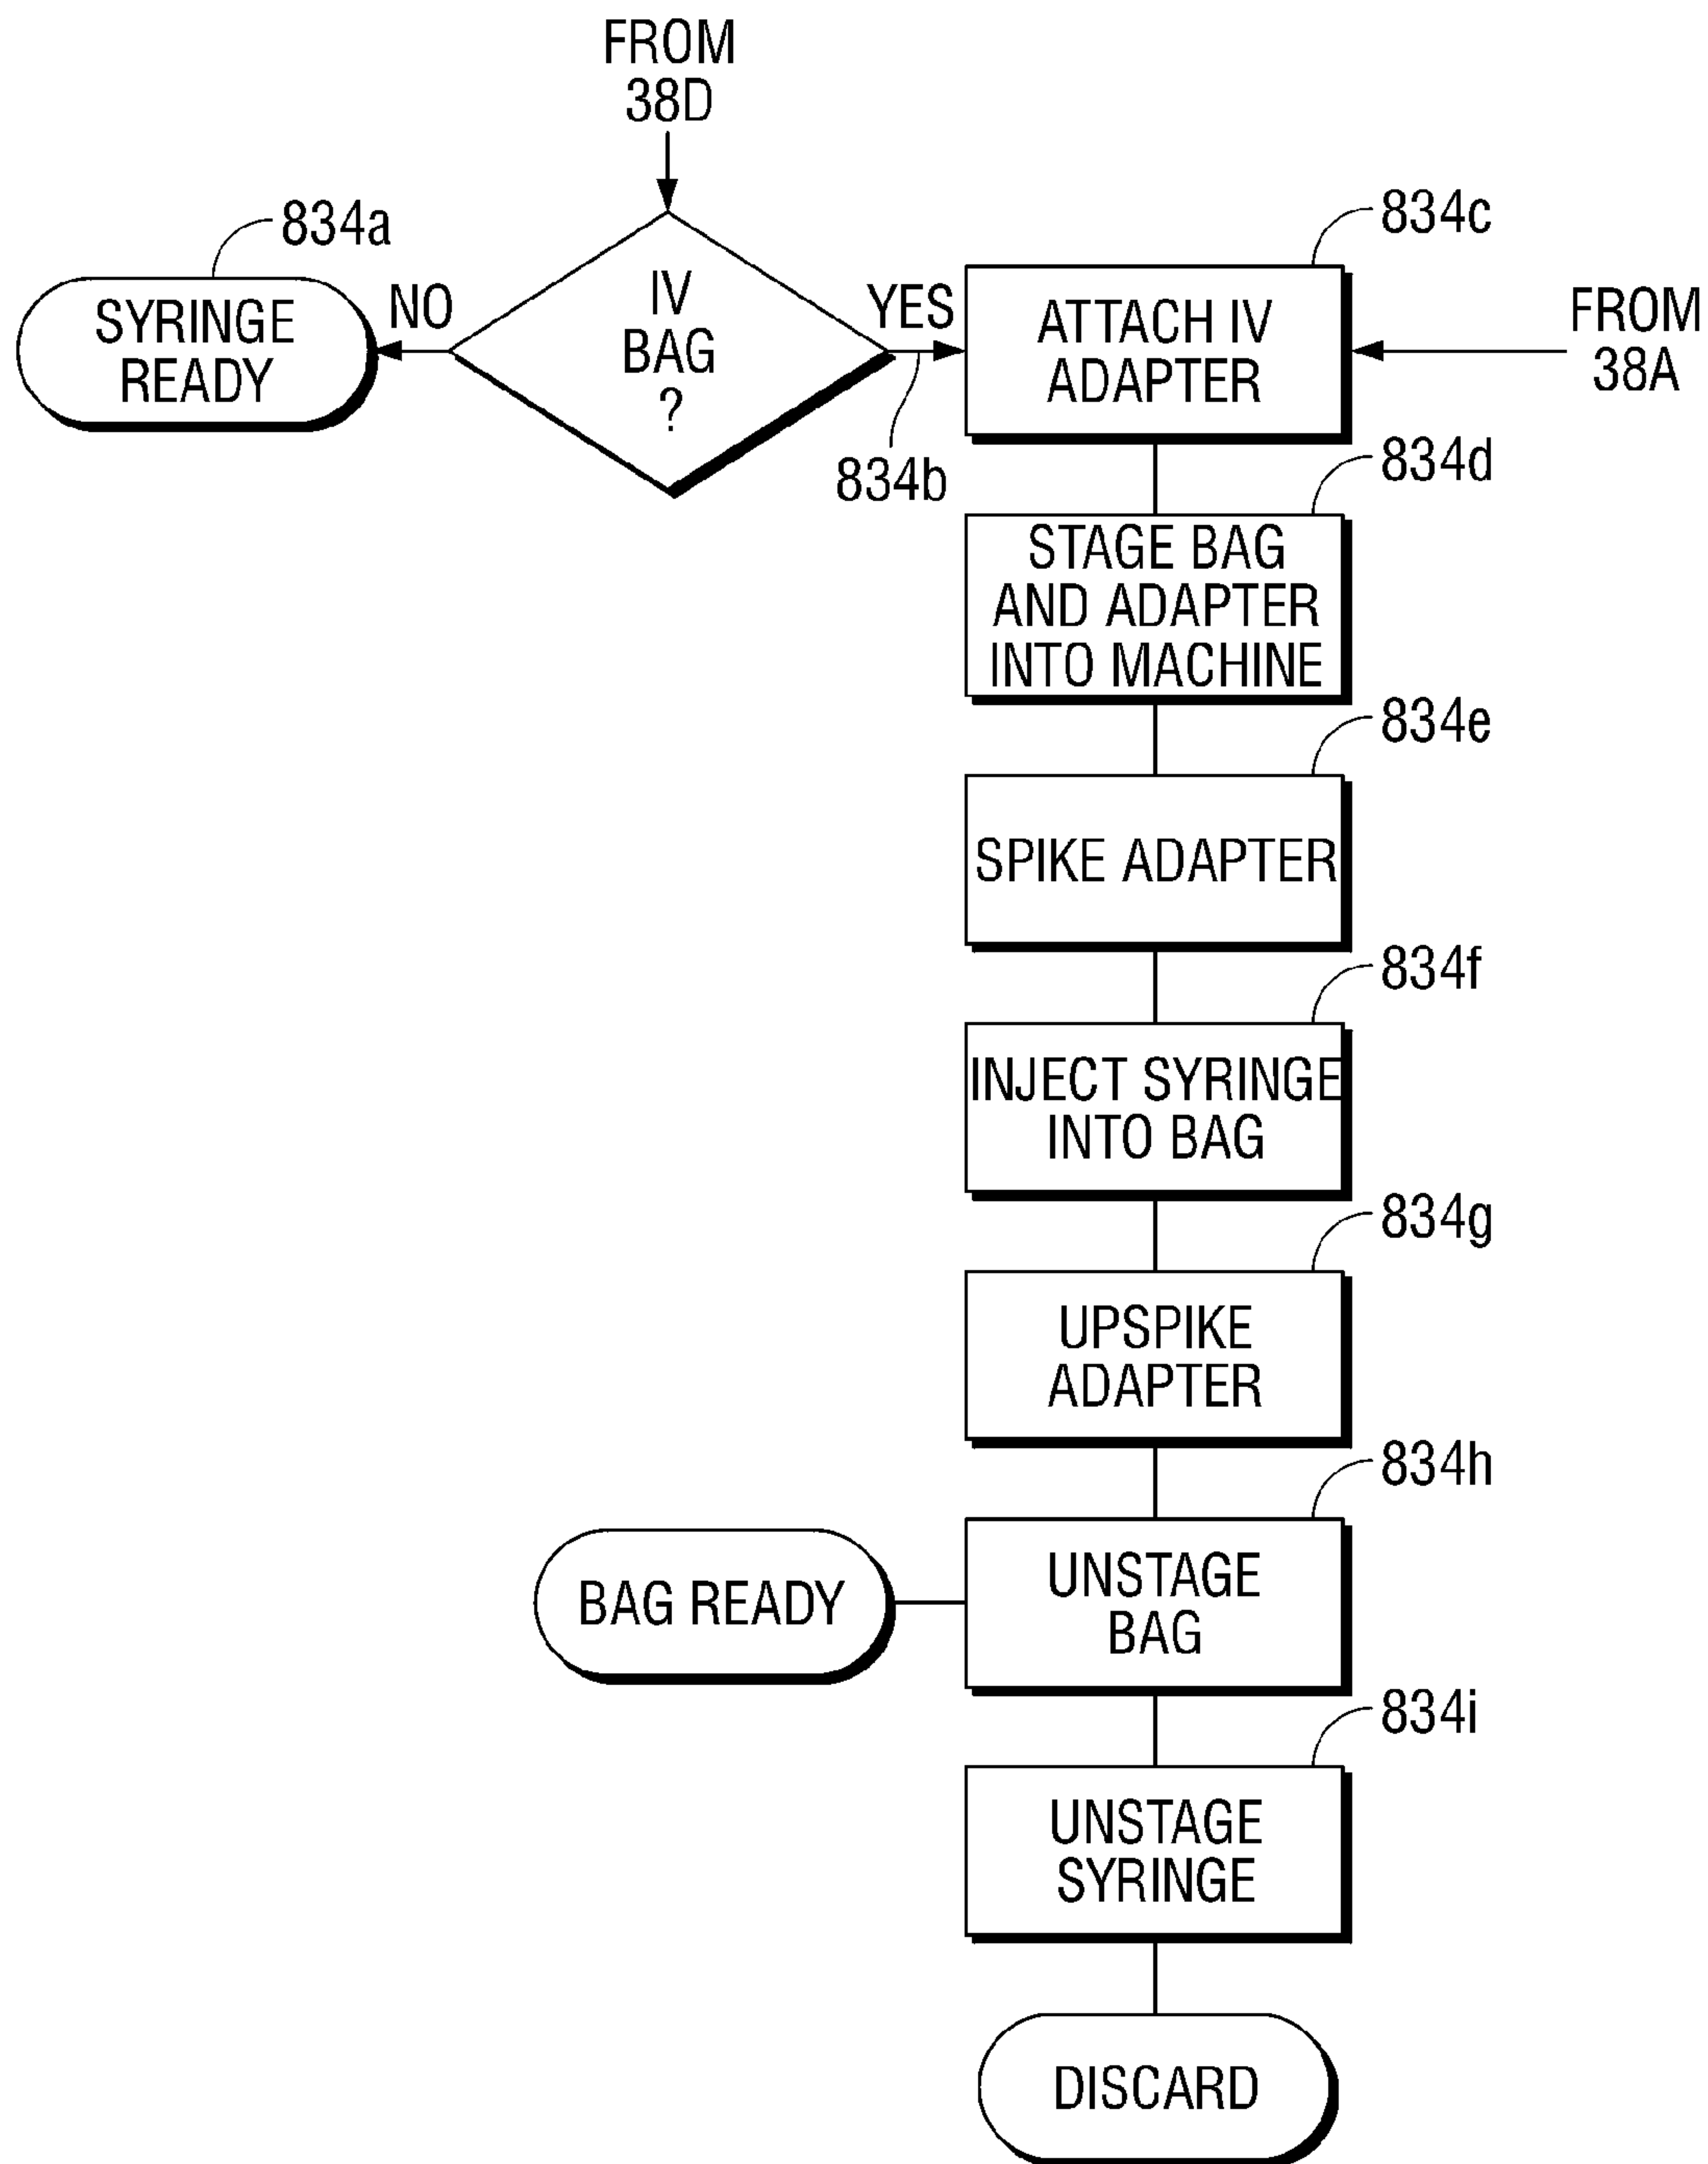 FROM
38D
834a
834c
SYRINGE
READY
NO
IV
BAG
?
YES
834b
ATTACH IV
ADAPTER
FROM
38A
834d
STAGE BAG
AND ADAPTER
INTO MACHINE
834e
SPIKE ADAPTER
834f
INJECT SYRINGE
INTO BAG
834g
UPSPIKE
ADAPTER
834h
BAG READY
UNSTAGE
BAG
834i
UNSTAGE
SYRINGE
DISCARD